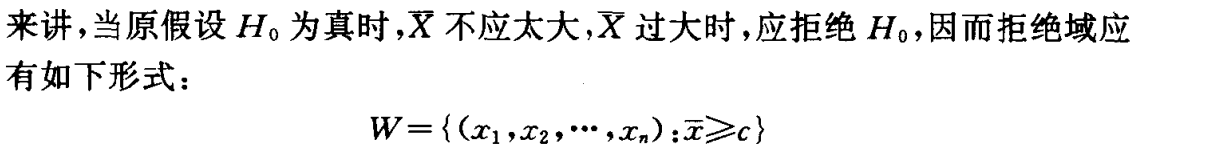 来讲,当原假设 H₀ 为真时,X̅ 不应太大,X̅ 过大时,应拒绝 H₀,因而拒绝域应
有如下形式:
W={(x₁,x₂,⋯,xₙ):x̅⩾c}